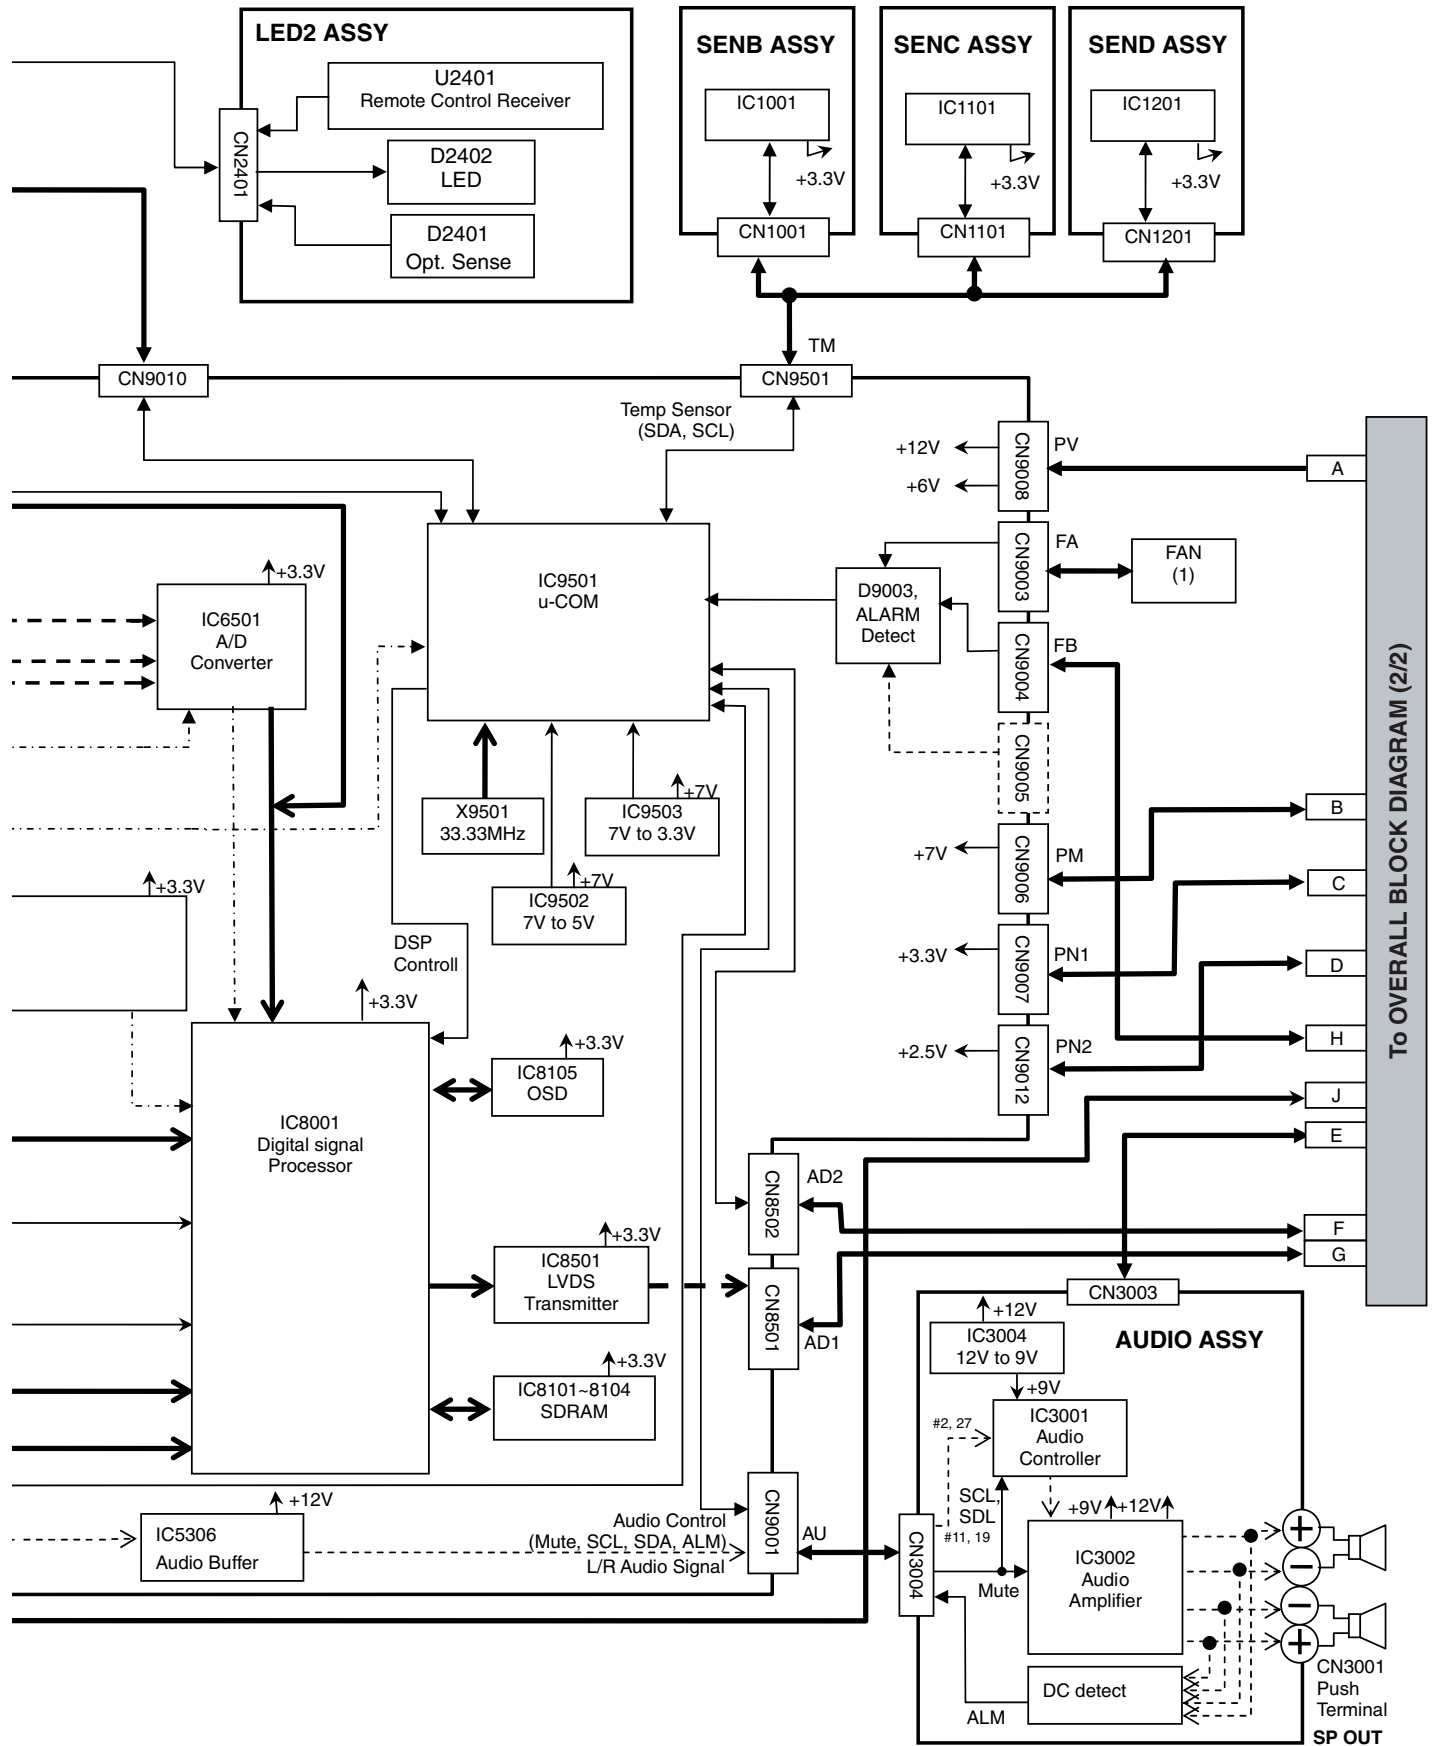 LED2 ASSY
U2401
Remote Control Receiver
D2402
LED
D2401
Opt. Sense
CN2401
SENB ASSY
IC1001
+3.3V
CN1001
SENC ASSY
IC1101
+3.3V
CN1101
SEND ASSY
IC1201
+3.3V
CN1201
TM
CN9010
CN9501
Temp Sensor
(SDA, SCL)
+12V
+6V
CN9008
PV
A
CN9003
FA
FAN
(1)
D9003,
ALARM
Detect
CN9004
FB
CN9005
+3.3V
IC6501
A/D
Converter
IC9501
u-COM
X9501
33.33MHz
+7V
IC9503
7V to 3.3V
+7V
IC9502
7V to 5V
+7V
CN9006
PM
B
C
+3.3V
CN9007
PN1
D
+2.5V
CN9012
PN2
H
J
E
F
G
To OVERALL BLOCK DIAGRAM (2/2)
+3.3V
DSP
Controll
+3.3V
IC8001
Digital signal
Processor
+3.3V
IC8105
OSD
+3.3V
IC8501
LVDS
Transmitter
+3.3V
IC8101~8104
SDRAM
CN8502
AD2
CN8501
AD1
+12V
IC5306
Audio Buffer
Audio Control
(Mute, SCL, SDA, ALM)
L/R Audio Signal
CN9001
AU
CN3003
AUDIO ASSY
+12V
IC3004
12V to 9V
+9V
IC3001
Audio
Controller
#2, 27
SCL,
SDL
#11, 19
CN3004
Mute
+9V
+12V
IC3002
Audio
Amplifier
DC detect
ALM
+
−
−
+
CN3001
Push
Terminal
SP OUT